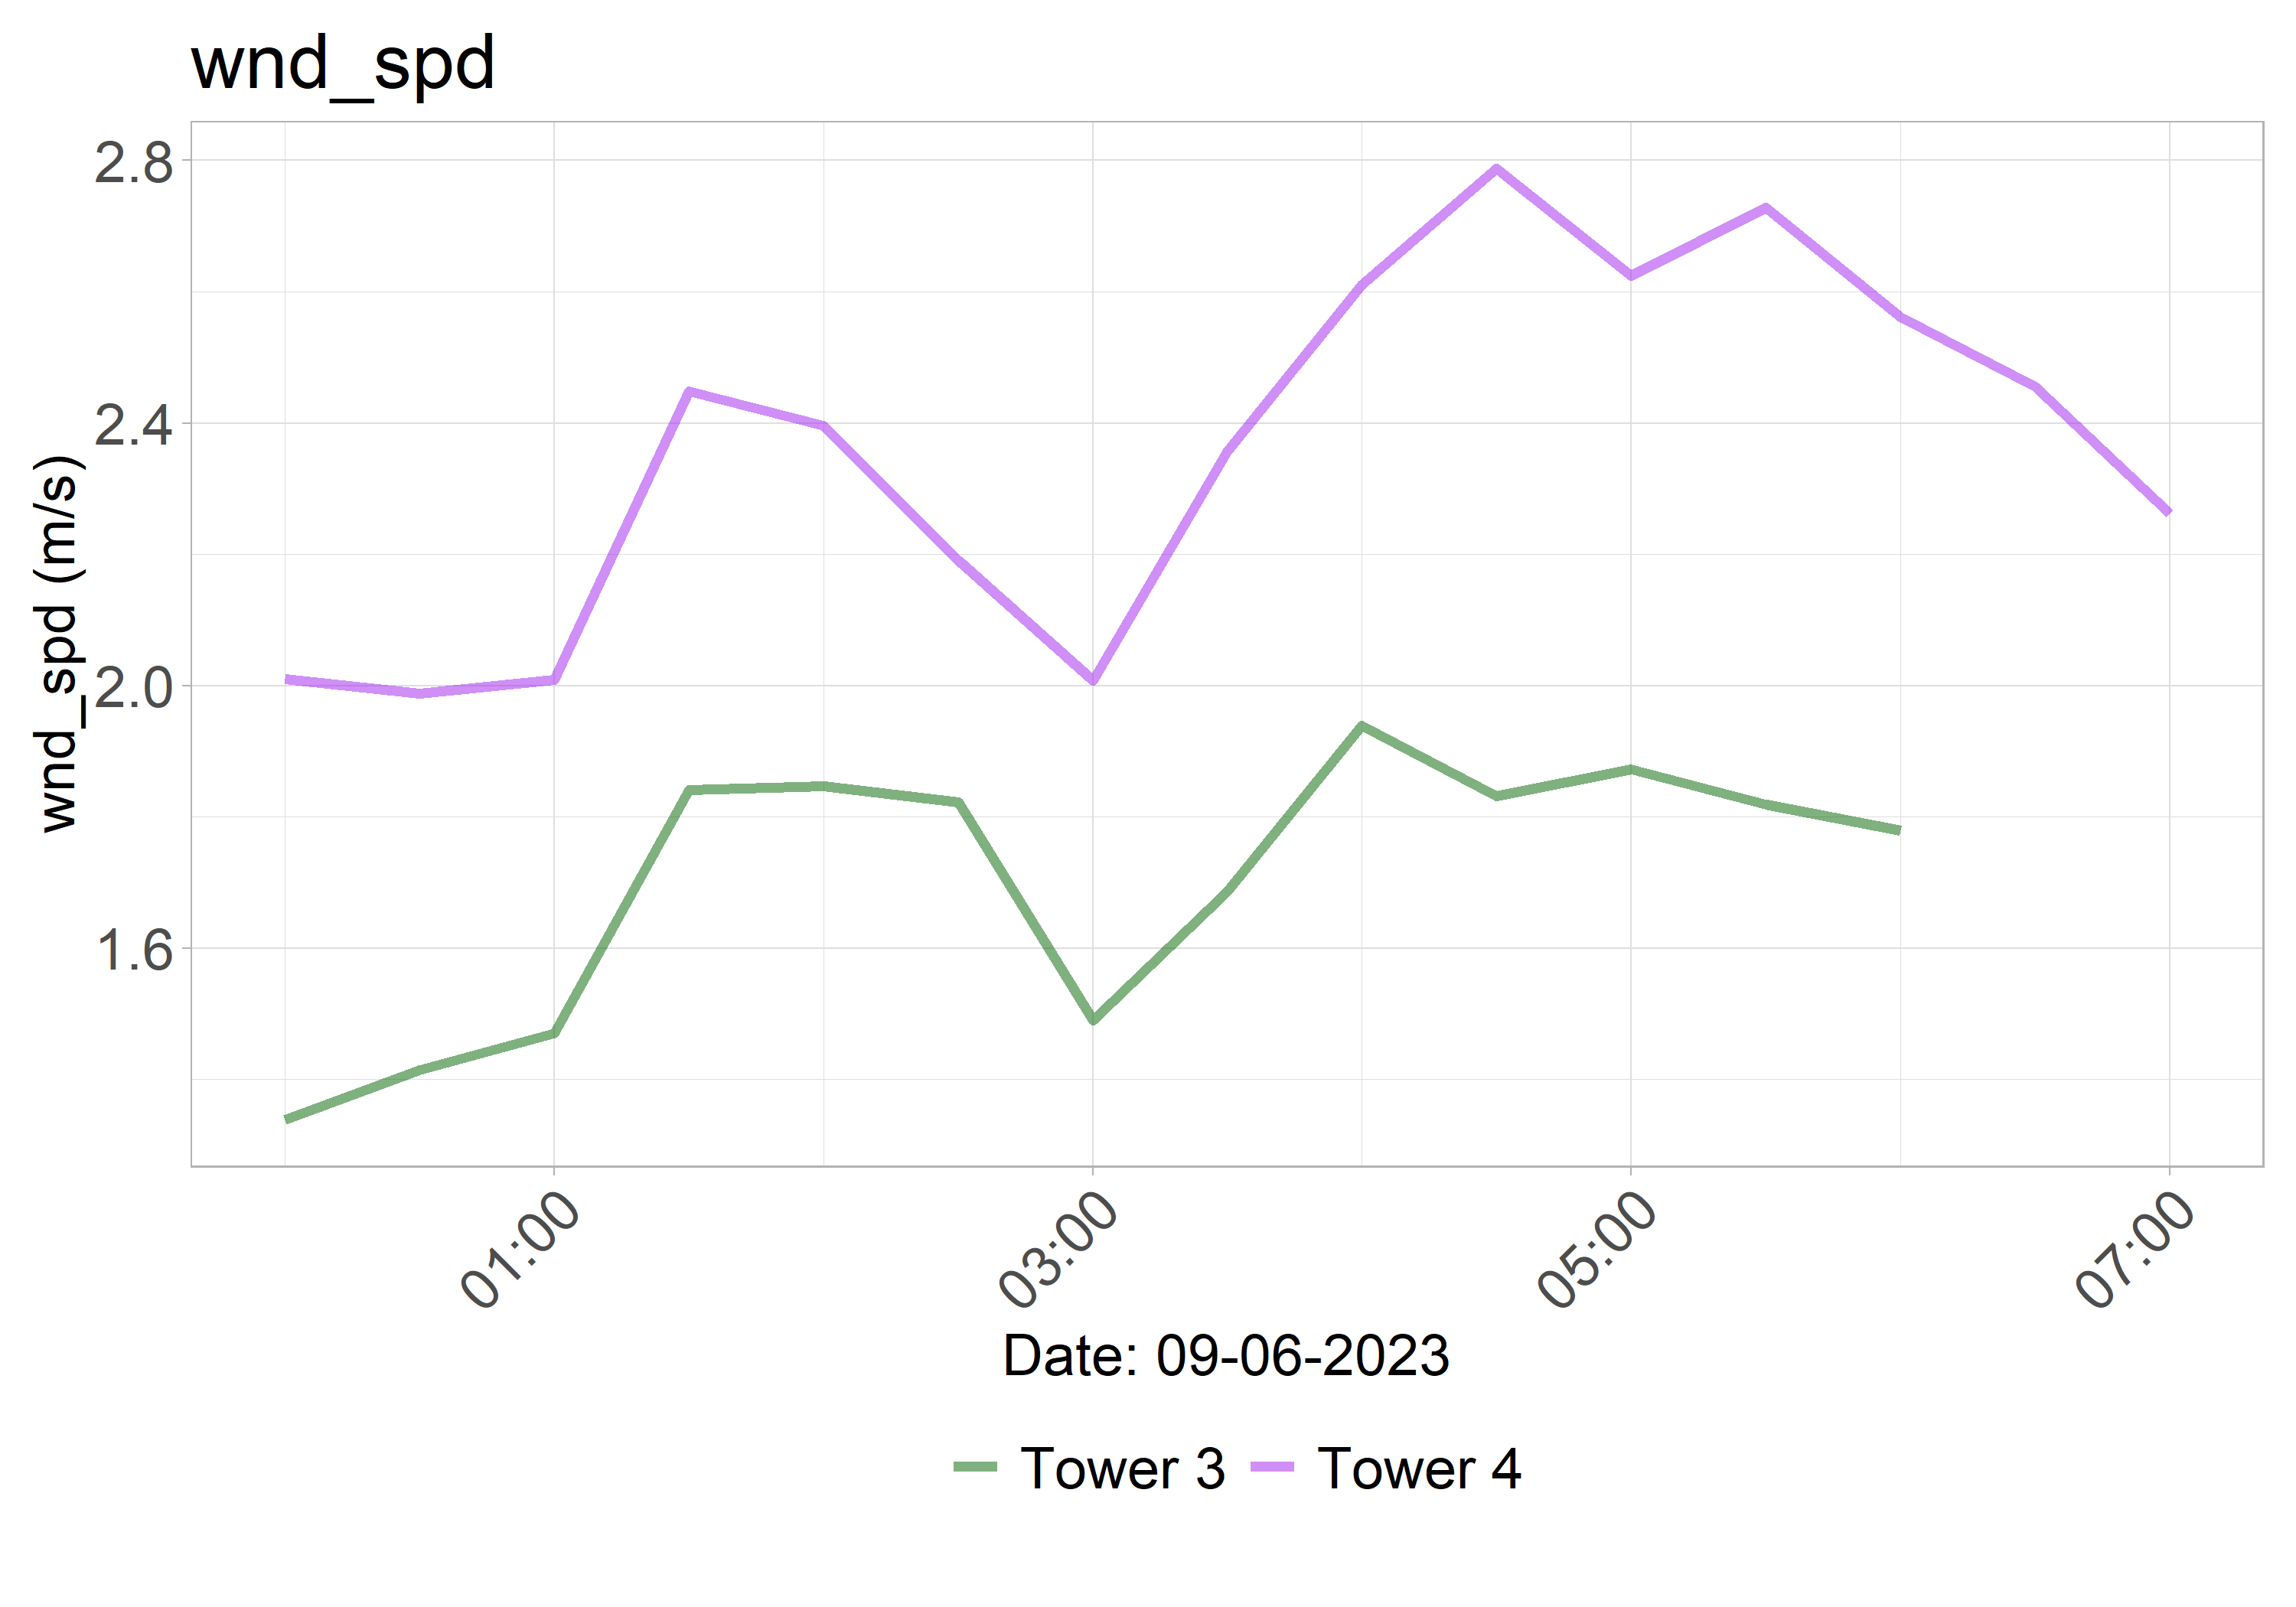 wnd_spd
wnd_spd (m/s)
2.8
2.4
2.0
1.6
01:00 03:00 05:00 07:00
Date: 09-06-2023
Tower 3 Tower 4